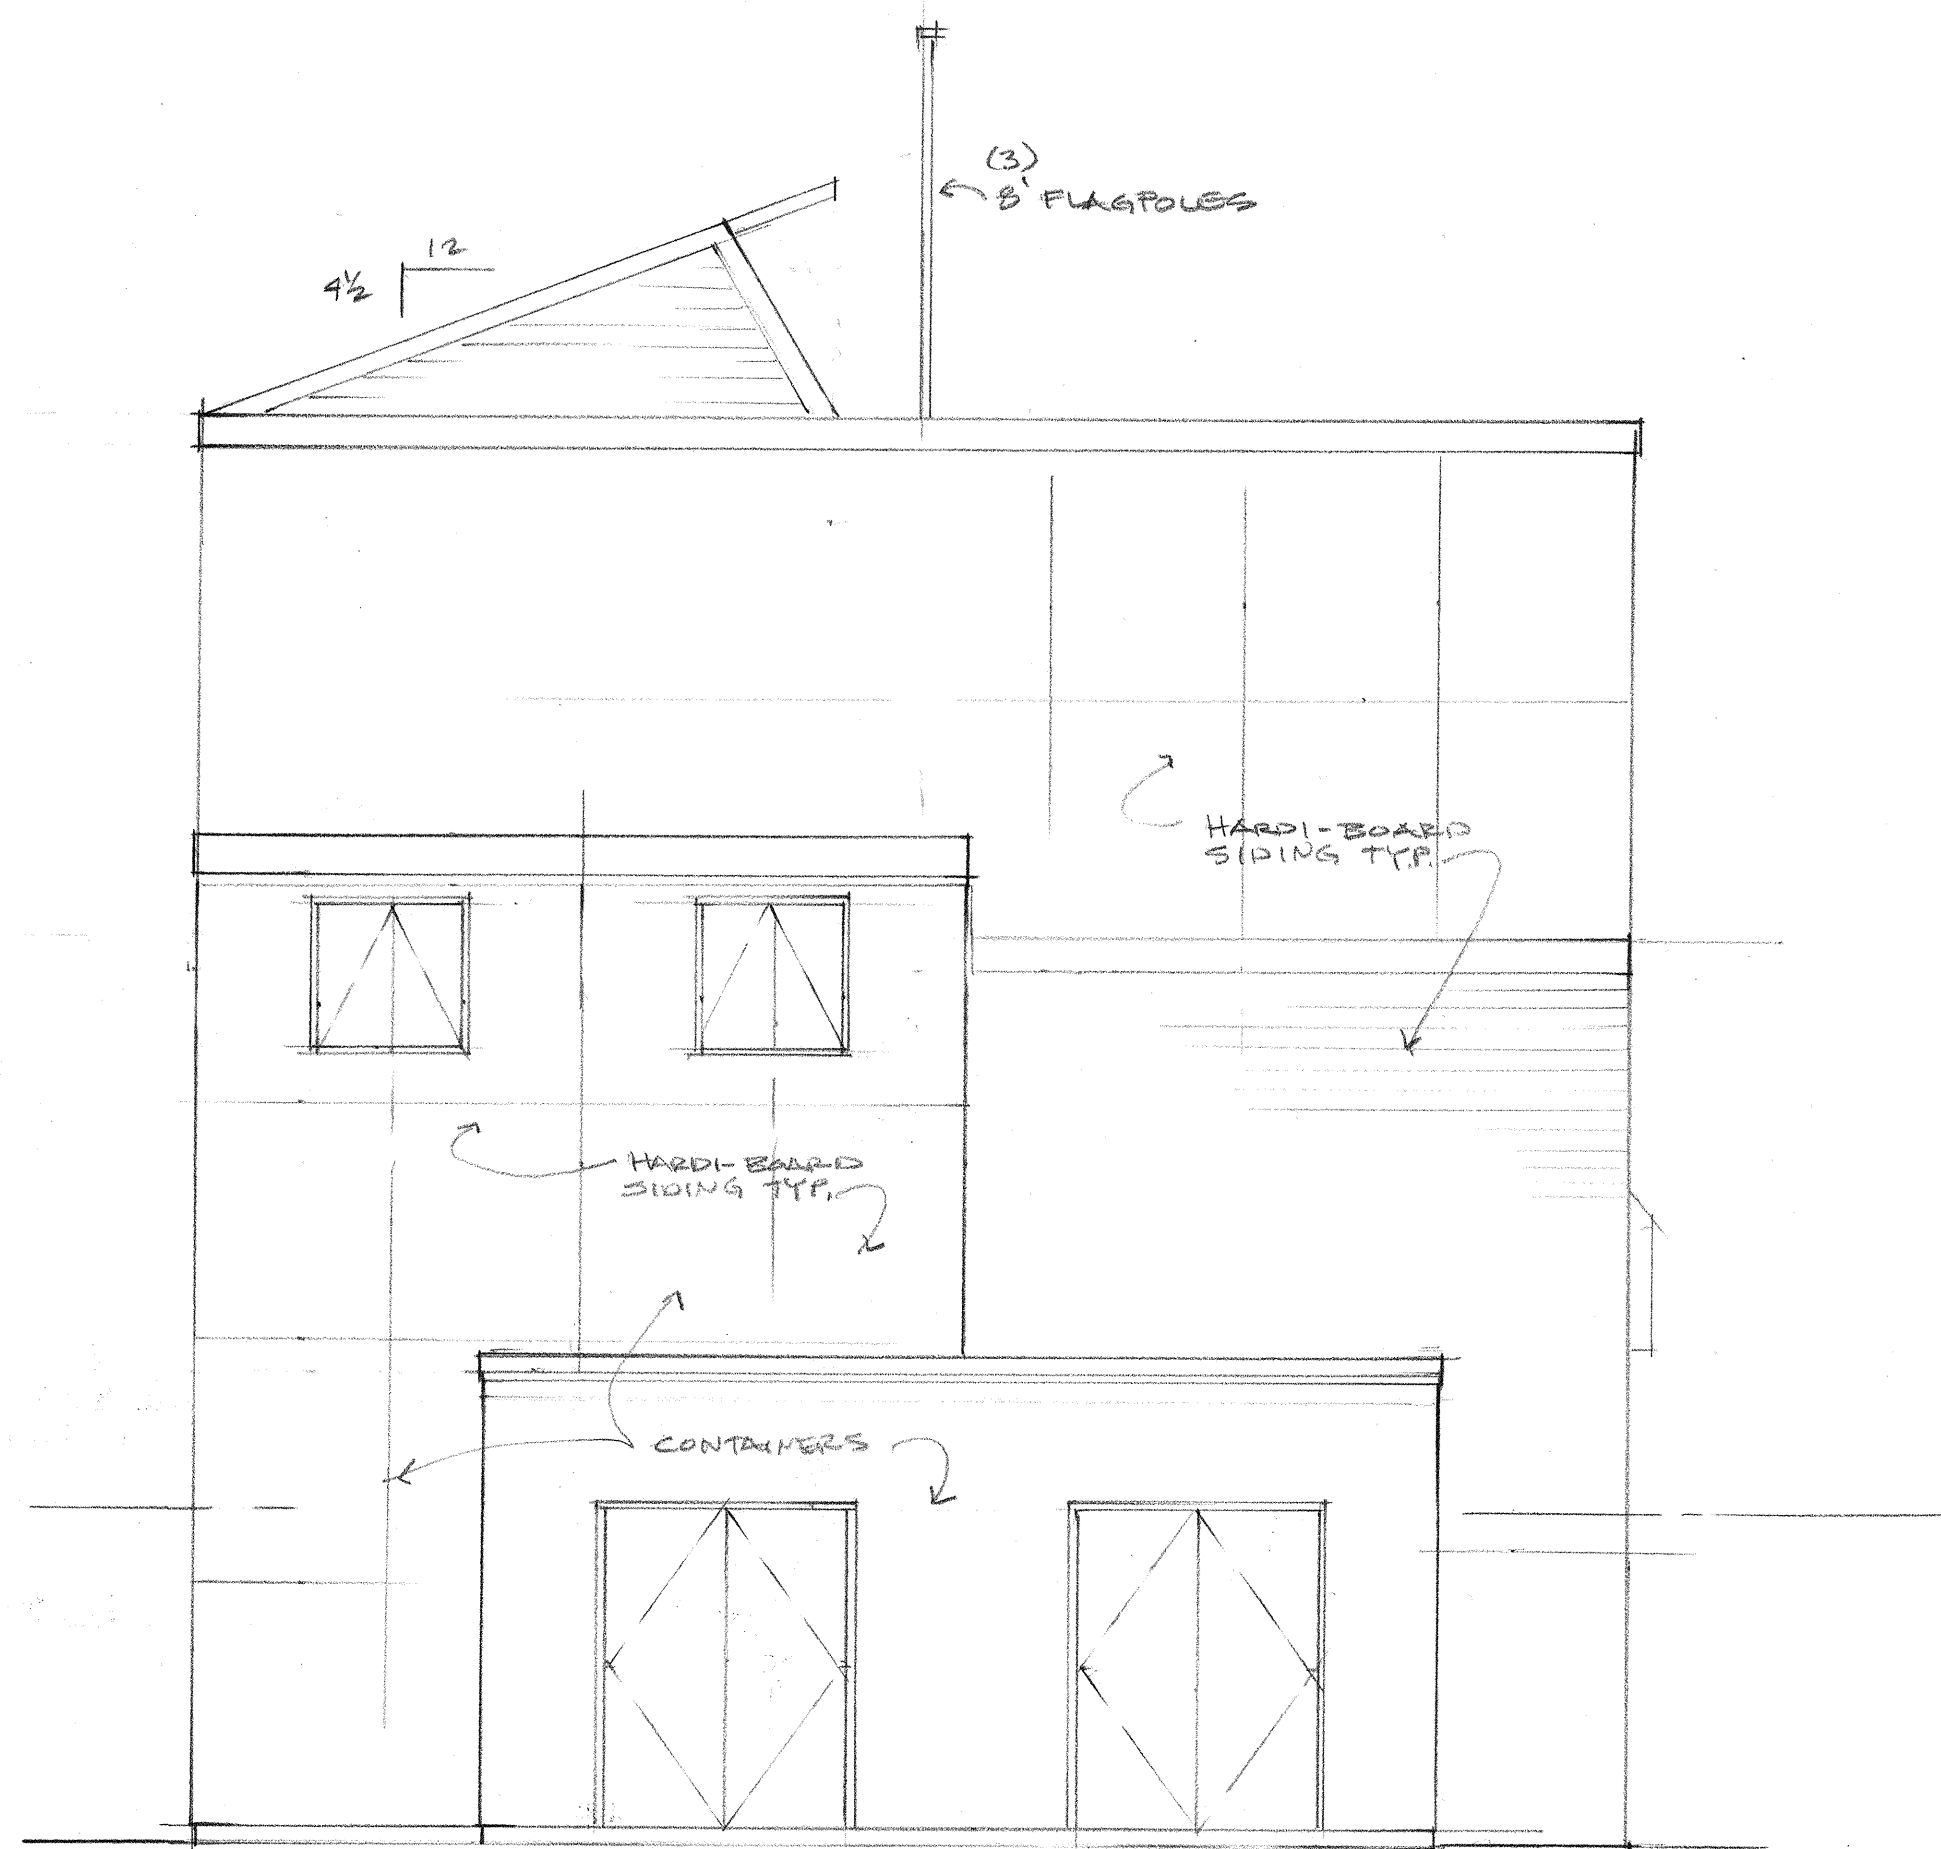 (3)
8' FLAGPOLES
12
4½
HARDI-BOARD
SIDING TYP.
HARDI-BOARD
SIDING TYP.
CONTAINERS